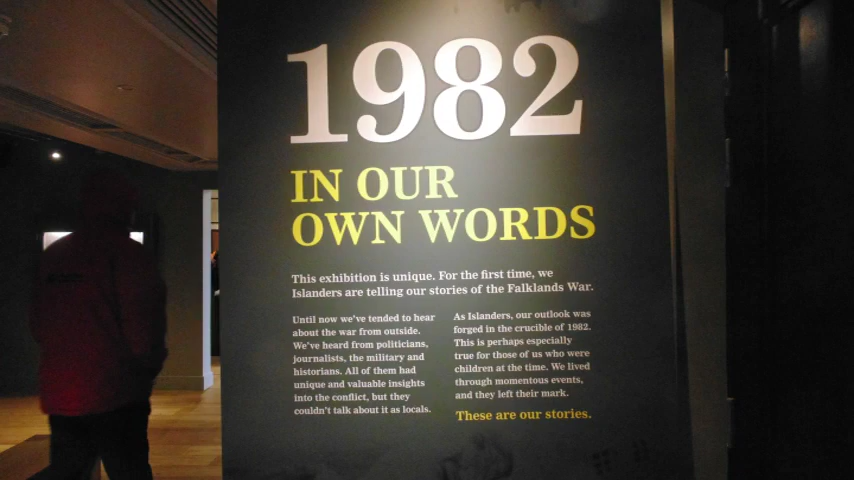 1982
IN OUR
OWN WORDS
This exhibition is unique. For the first time, we
Islanders are telling our stories of the Falklands War.
Until now we've tended to hear
about the war from outside.
We've heard from politicians,
journalists, the military and
historians. All of them had
unique and valuable insights
into the conflict, but they
couldn't talk about it as locals.
As Islanders, our outlook was
forged in the crucible of 1982.
This is perhaps especially
true for those of us who were
children at the time. We lived
through momentous events,
and they left their mark.
These are our stories.